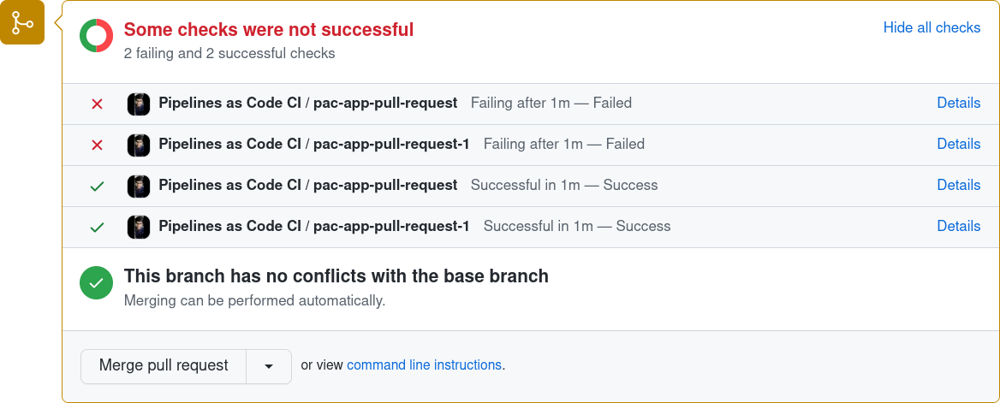 Some checks were not successful
Hide all checks
2 failing and 2 successful checks
Pipelines as Code CI / pac-app-pull-request Failing after 1m — Failed Details
Pipelines as Code CI / pac-app-pull-request-1 Failing after 1m — Failed Details
Pipelines as Code CI / pac-app-pull-request Successful in 1m — Success Details
Pipelines as Code CI / pac-app-pull-request-1 Successful in 1m — Success Details
This branch has no conflicts with the base branch
Merging can be performed automatically.
Merge pull request or view command line instructions.